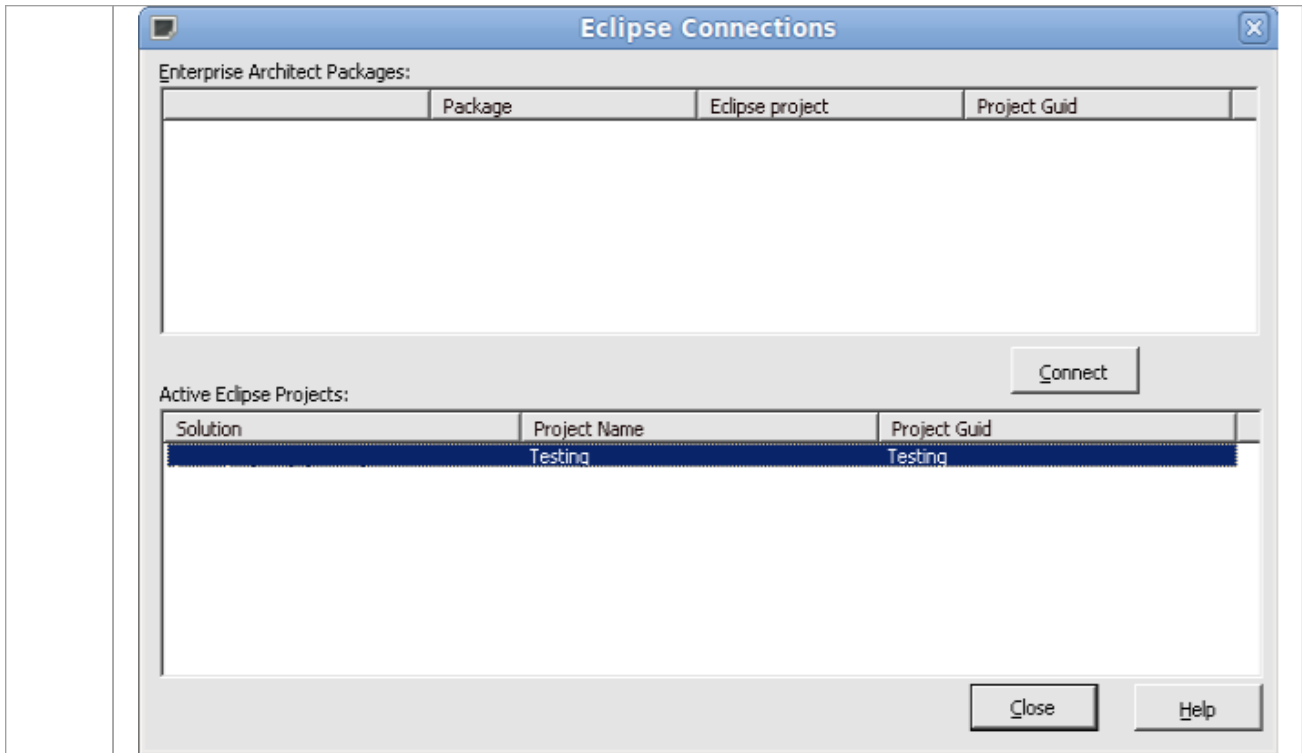 Eclipse Connections
Enterprise Architect Packages:
Package Eclipse project Project Guid
Connect
Active Eclipse Projects:
Solution Project Name Project Guid
Testing Testing
Close Help